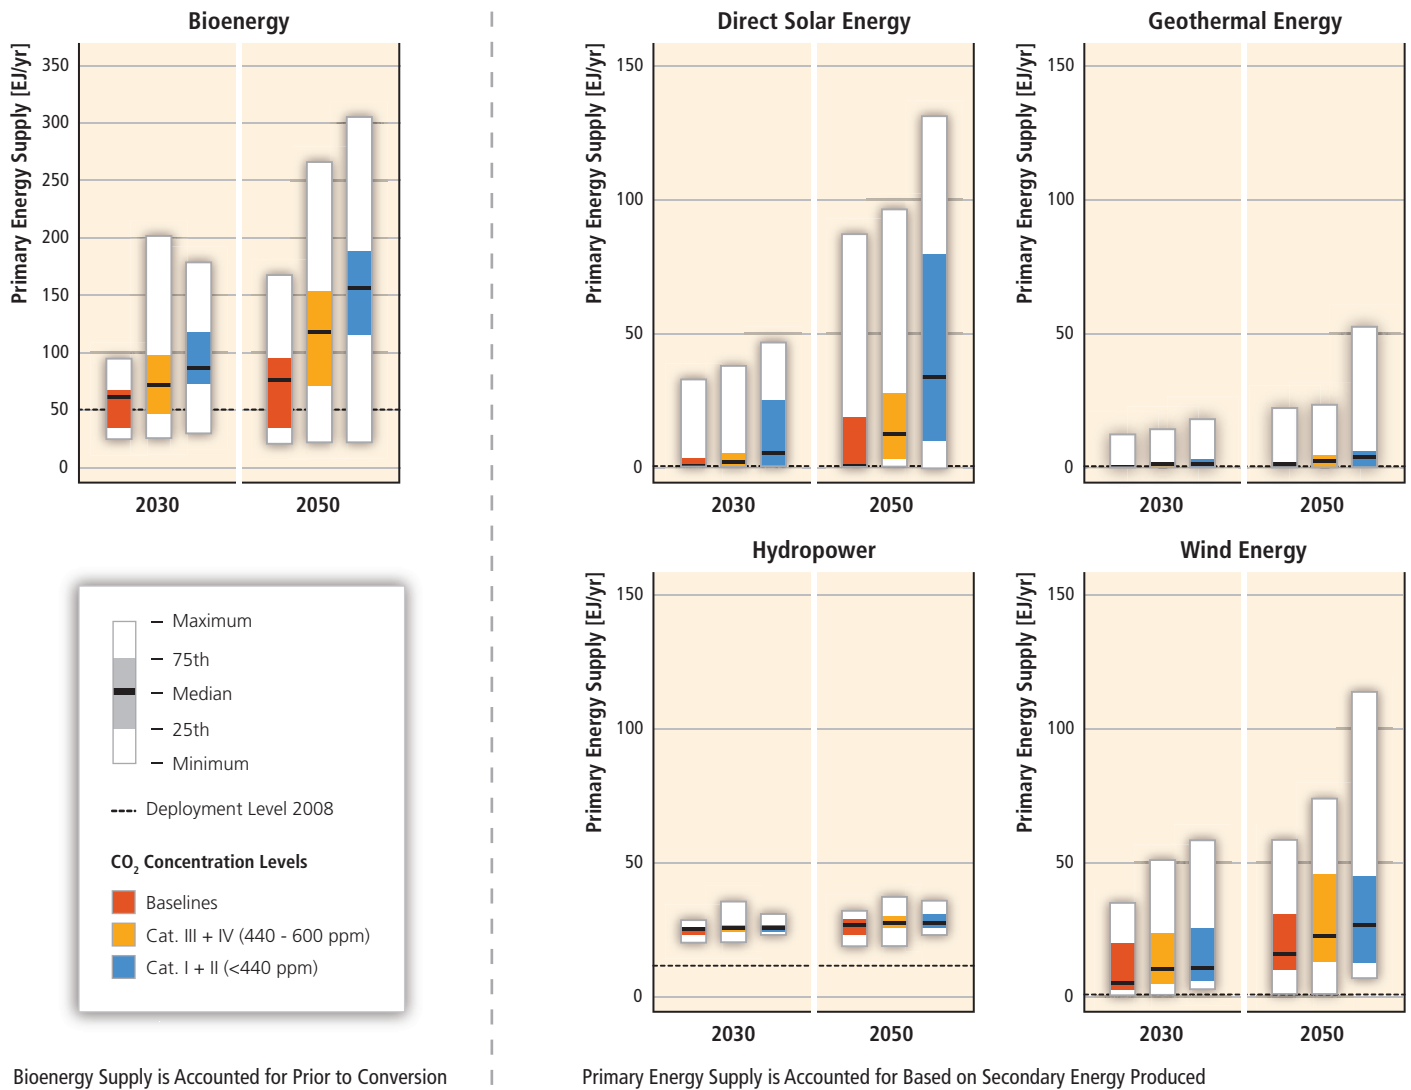 Bioenergy
Primary Energy Supply [EJ/yr]
350
300
250
200
150
100
50
0
2030
2050
Direct Solar Energy
Primary Energy Supply [EJ/yr]
150
100
50
0
2030
2050
Geothermal Energy
Primary Energy Supply [EJ/yr]
150
100
50
0
2030
2050
Maximum
75th
Median
25th
Minimum
Deployment Level 2008
CO2 Concentration Levels
Baselines
Cat. III + IV (440 - 600 ppm)
Cat. I + II (<440 ppm)
Hydropower
Primary Energy Supply [EJ/yr]
150
100
50
0
2030
2050
Wind Energy
Primary Energy Supply [EJ/yr]
150
100
50
0
2030
2050
Bioenergy Supply is Accounted for Prior to Conversion
Primary Energy Supply is Accounted for Based on Secondary Energy Produced